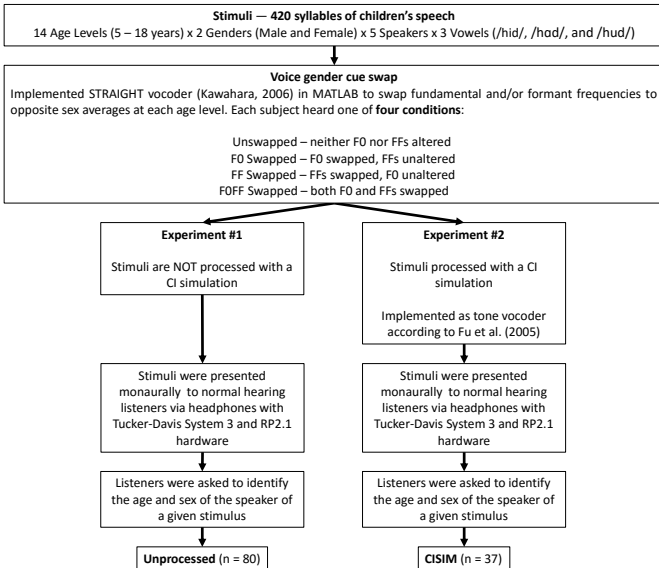 Stimuli — 420 syllables of children's speech
14 Age Levels (5 – 18 years) x 2 Genders (Male and Female) x 5 Speakers x 3 Vowels (/hid/, /hɑd/, and /hud/)
Voice gender cue swap
Implemented STRAIGHT vocoder (Kawahara, 2006) in MATLAB to swap fundamental and/or formant frequencies to
opposite sex averages at each age level. Each subject heard one of four conditions:
Unswapped – neither F0 nor FFs altered
F0 Swapped – F0 swapped, FFs unaltered
FF Swapped – FFs swapped, F0 unaltered
F0FF Swapped – both F0 and FFs swapped
Experiment #1
Stimuli are NOT processed with a
CI simulation
Experiment #2
Stimuli processed with a CI
simulation
Implemented as tone vocoder
according to Fu et al. (2005)
Stimuli were presented
monaurally to normal hearing
listeners via headphones with
Tucker-Davis System 3 and RP2.1
hardware
Stimuli were presented
monaurally to normal hearing
listeners via headphones with
Tucker-Davis System 3 and RP2.1
hardware
Listeners were asked to identify
the age and sex of the speaker of
a given stimulus
Listeners were asked to identify
the age and sex of the speaker of
a given stimulus
Unprocessed (n = 80)
CISIM (n = 37)